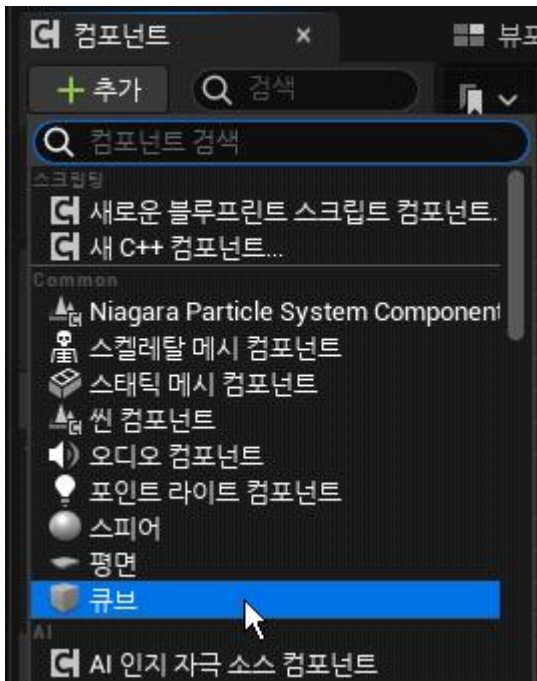 컴포넌트
뷰포
추가
검색
컴포넌트 검색
스크립팅
새로운 블루프린트 스크립트 컴포넌트.
새 C++ 컴포넌트...
Common
Niagara Particle System Component
스켈레탈 메시 컴포넌트
스태틱 메시 컴포넌트
씬 컴포넌트
오디오 컴포넌트
포인트 라이트 컴포넌트
스피어
평면
큐브
AI
AI 인지 자극 소스 컴포넌트